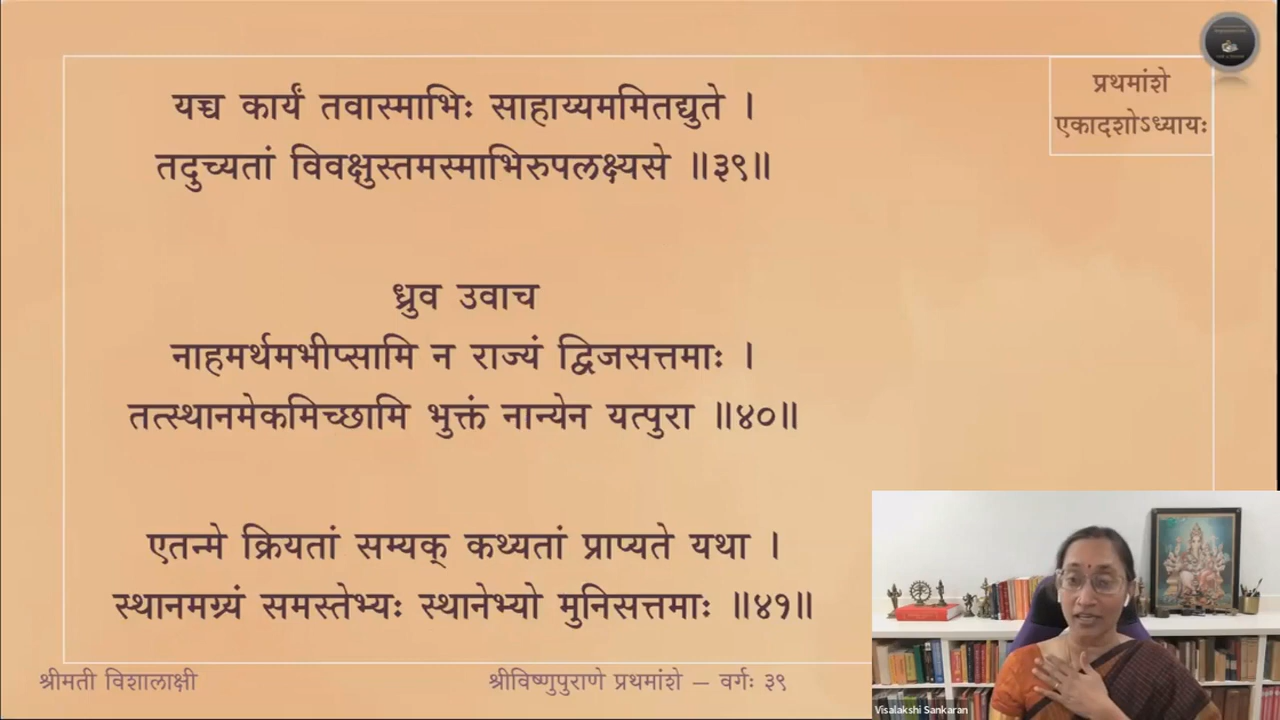 यच्च कार्यं तवास्माभिः साहाय्यममितद्युते ।
तदुच्यतां विवक्षुस्तमस्माभिरुपलक्ष्यसे ॥३९॥
ध्रुव उवाच
नाहमर्थमभीप्सामि न राज्यं द्विजसत्तमाः ।
तत्स्थानमेकमिच्छामि भुक्तं नान्येन यत्पुरा ॥४०॥
एतन्मे क्रियतां सम्यक् कथ्यतां प्राप्यते यथा ।
स्थानमग्र्यं समस्तेभ्यः स्थानेभ्यो मुनिसत्तमाः ॥४१॥
प्रथमांशे
एकादशोऽध्यायः
श्रीमती विशालाक्षी
श्रीविष्णुपुराणे प्रथमांशे – वर्गः ३९
Visalakshi Sankaran